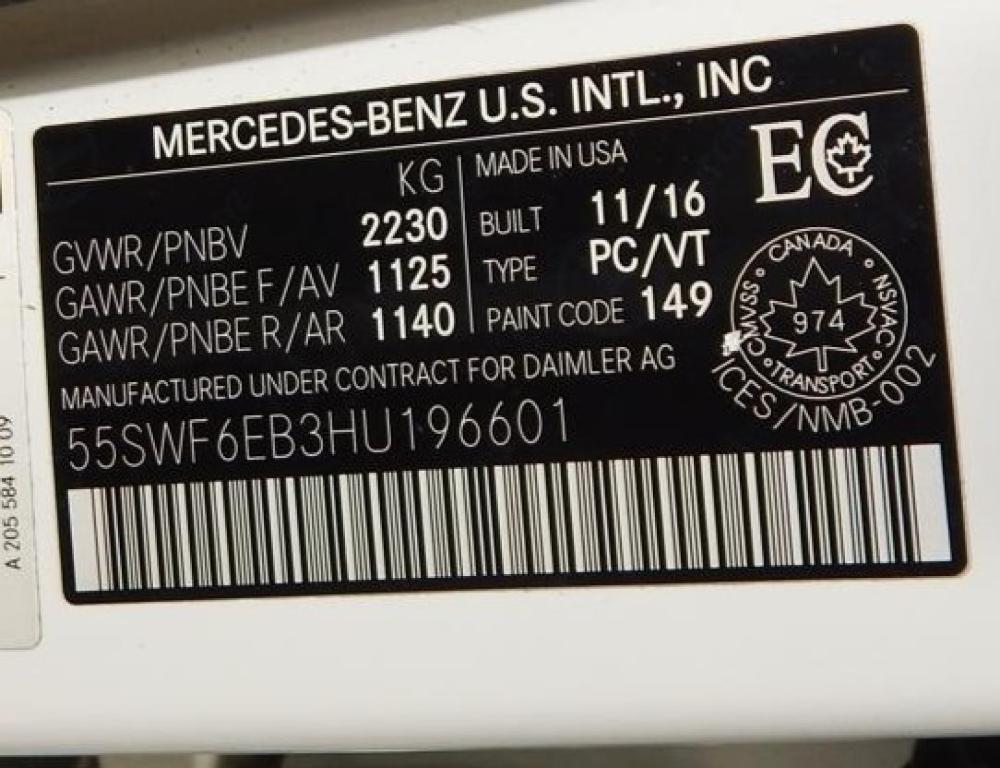 MERCEDES-BENZ U.S. INTL., INC
KG
GVWR/PNBV 2230
GAWR/PNBE F/AV 1125
GAWR/PNBE R/AR 1140
MADE IN USA
BUILT 11/16
TYPE PC/VT
PAINT CODE 149
EC
CANADA
CMVSS
NSVAC
974
TRANSPORT
ICES/NMB-002
MANUFACTURED UNDER CONTRACT FOR DAIMLER AG
55SWF6EB3HU196601
A 205 584 10 09